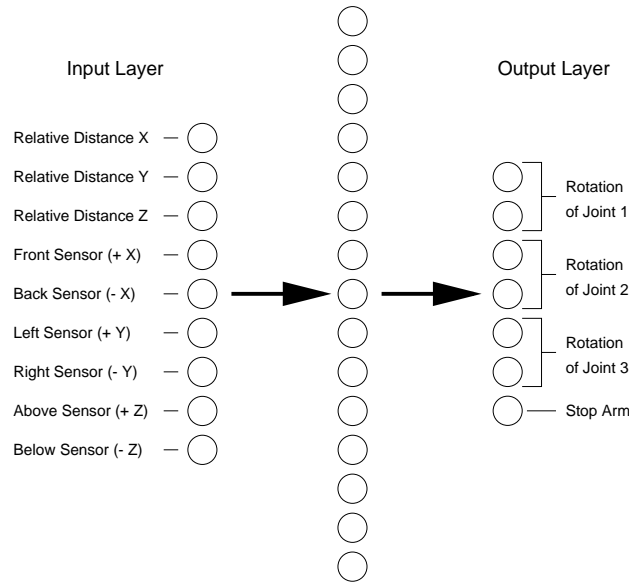 Input Layer
Output Layer
Relative Distance X
Relative Distance Y
Relative Distance Z
Front Sensor (+ X)
Back Sensor (- X)
Left Sensor (+ Y)
Right Sensor (- Y)
Above Sensor (+ Z)
Below Sensor (- Z)
Rotation
of Joint 1
Rotation
of Joint 2
Rotation
of Joint 3
Stop Arm